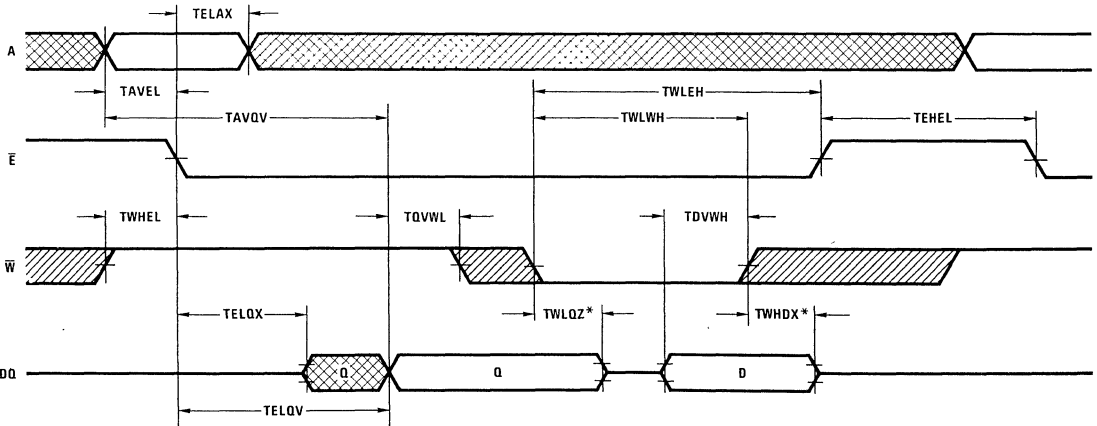 TELAX
A
TAVEL
TWLEH
TAVQV
TWLWH
TEHEL
E
TWHEL
TQVWL
TDVWH
W
TELQX
TWLQZ*
TWHDX*
DQ
Q
Q
D
TELQV